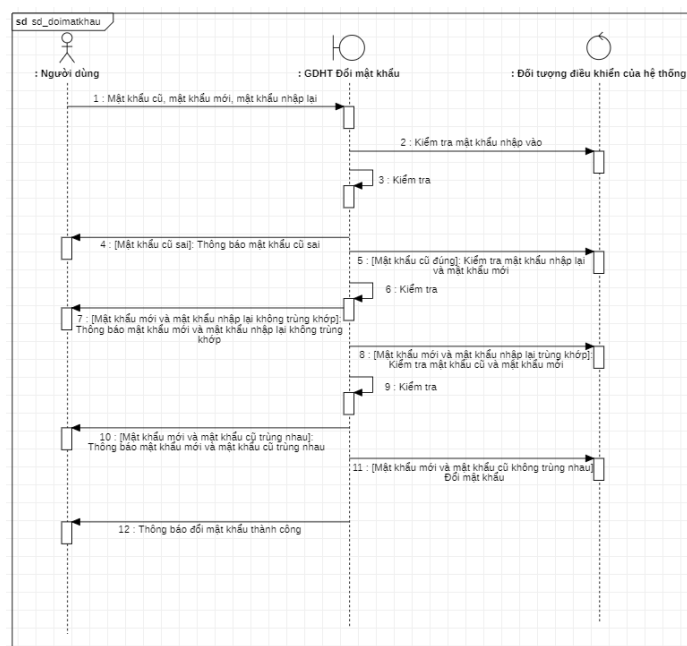 sd sd_doimatkhau
: Người dùng
: GDHT Đổi mật khẩu
: Đối tượng điều khiển của hệ thống
1 : Mật khẩu cũ, mật khẩu mới, mật khẩu nhập lại
2 : Kiểm tra mật khẩu nhập vào
3 : Kiểm tra
4 : [Mật khẩu cũ sai]: Thông báo mật khẩu cũ sai
5 : [Mật khẩu cũ đúng]: Kiểm tra mật khẩu nhập lại
và mật khẩu mới
6 : Kiểm tra
7 : [Mật khẩu mới và mật khẩu nhập lại không trùng khớp]:
Thông báo mật khẩu mới và mật khẩu nhập lại không trùng
khớp
8 : [Mật khẩu mới và mật khẩu nhập lại trùng khớp]:
Kiểm tra mật khẩu cũ và mật khẩu mới
9 : Kiểm tra
10 : [Mật khẩu mới và mật khẩu cũ trùng nhau]:
Thông báo mật khẩu mới và mật khẩu cũ trùng nhau
11 : [Mật khẩu mới và mật khẩu cũ không trùng nhau]
Đổi mật khẩu
12 : Thông báo đổi mật khẩu thành công